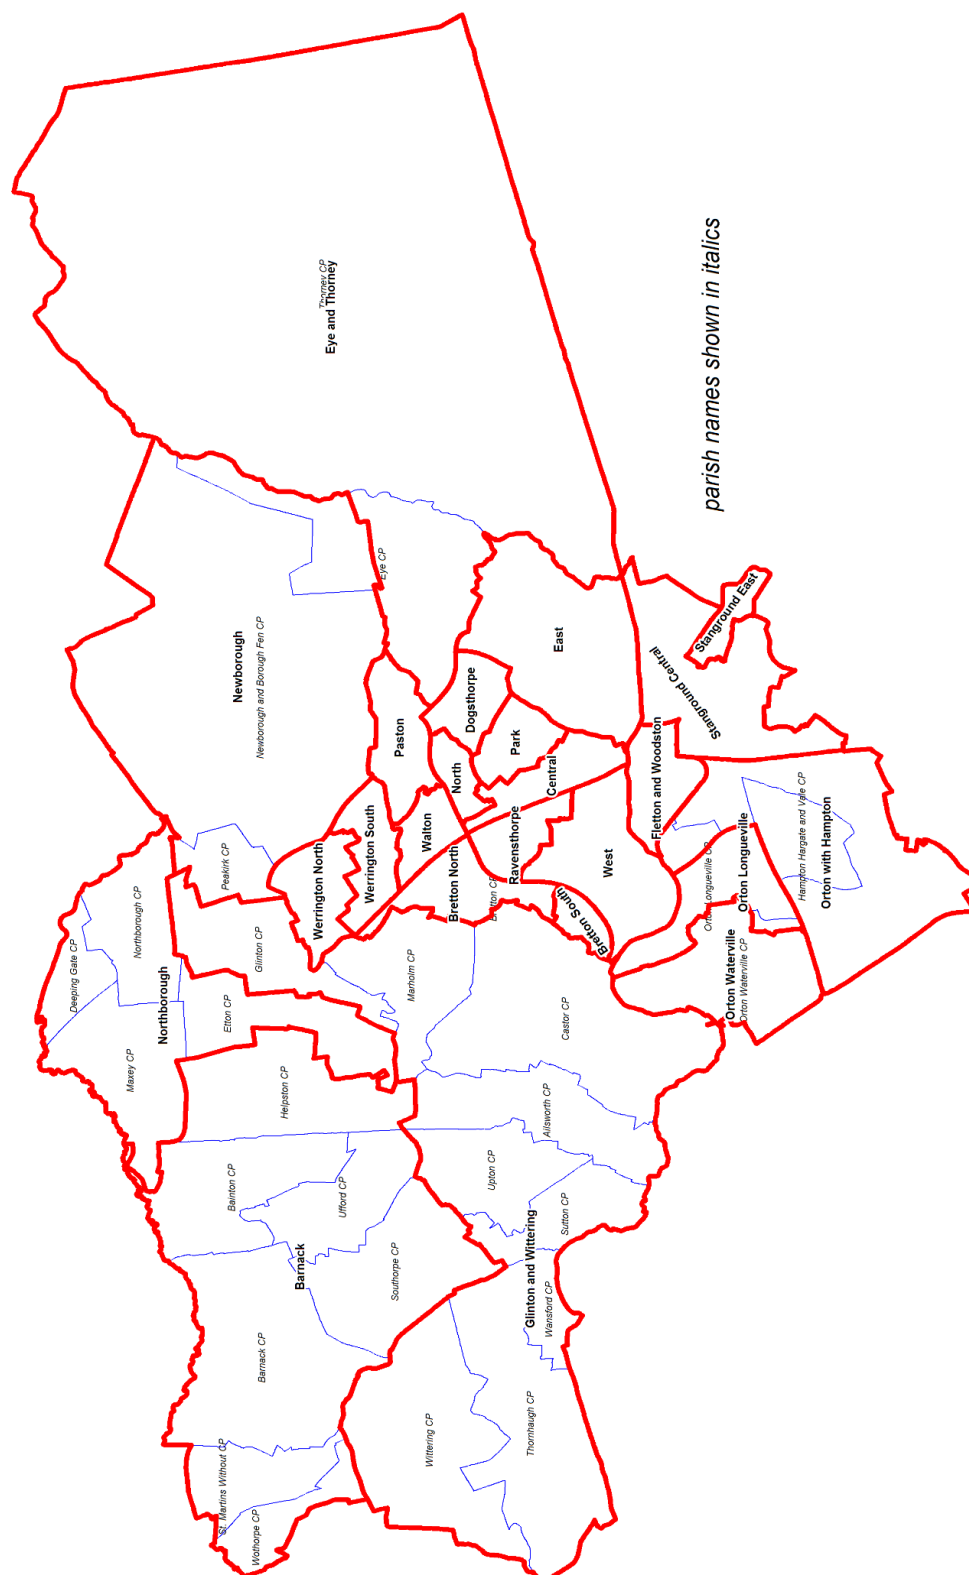 Thorney CP
Eye and Thorney
parish names shown in italics
Eye CP
Newborough
Newborough and Borough Fen CP
East
Stanground East
Stanground Central
Paston
Dogsthorpe
Park
North
Central
Fletton and Woodston
Werrington North
Werrington South
Walton
Bretton North
Bretton CP
Ravensthorpe
West
Bretton South
Orton Longueville CP
Orton Longueville
Hampton Hargate and Vale CP
Orton with Hampton
Orton Waterville
Orton Waterville CP
Peakirk CP
Glinton CP
Northborough CP
Deeping Gate CP
Northborough
Etton CP
Maxey CP
Marholm CP
Castor CP
Helpston CP
Ailsworth CP
Bainton CP
Ufford CP
Upton CP
Sutton CP
Barnack
Southorpe CP
Glinton and Wittering
Wansford CP
Barnack CP
Wittering CP
Thornhaugh CP
St. Martins Without CP
Wothorpe CP